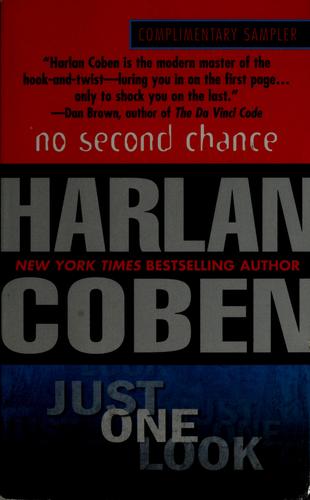 COMPLIMENTARY SAMPLER
"Harlan Coben is the modern master of the
hook-and-twist—luring you in on the first page...
only to shock you on the last."
—Dan Brown, author of The Da Vinci Code
no second chance
HARLAN
NEW YORK TIMES BESTSELLING AUTHOR
COBEN
JUST
ONE
LOOK